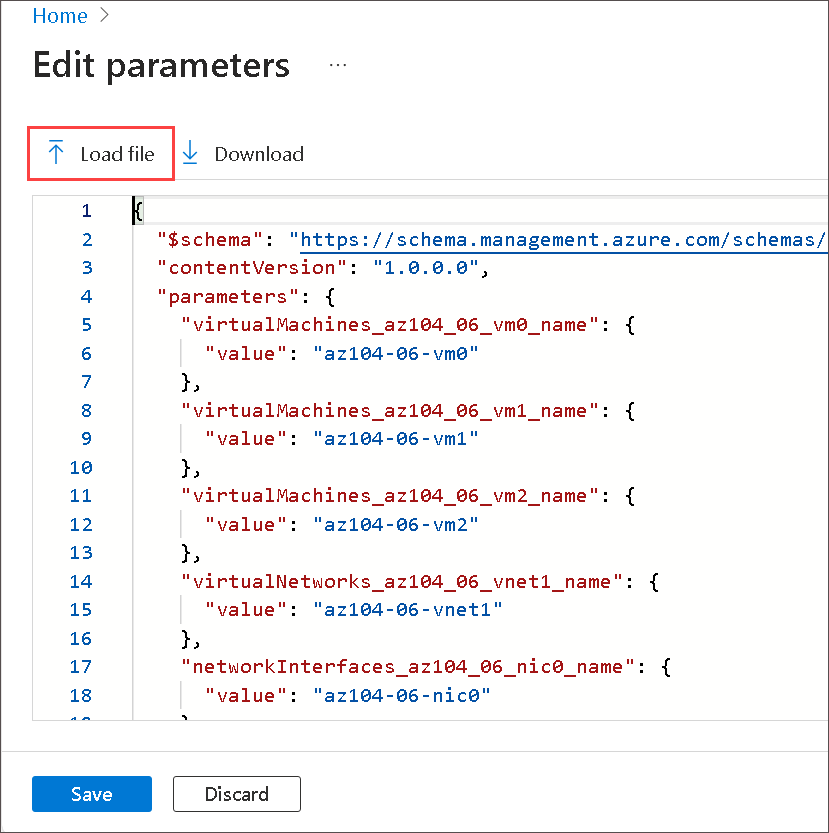 Home >
Edit parameters ...
Load file Download
1 {
2 "$schema": "https://schema.management.azure.com/schemas/
3 "contentVersion": "1.0.0.0",
4 "parameters": {
5 "virtualMachines_az104_06_vm0_name": {
6 "value": "az104-06-vm0"
7 },
8 "virtualMachines_az104_06_vm1_name": {
9 "value": "az104-06-vm1"
10 },
11 "virtualMachines_az104_06_vm2_name": {
12 "value": "az104-06-vm2"
13 },
14 "virtualNetworks_az104_06_vnet1_name": {
15 "value": "az104-06-vnet1"
16 },
17 "networkInterfaces_az104_06_nic0_name": {
18 "value": "az104-06-nic0"
Save Discard